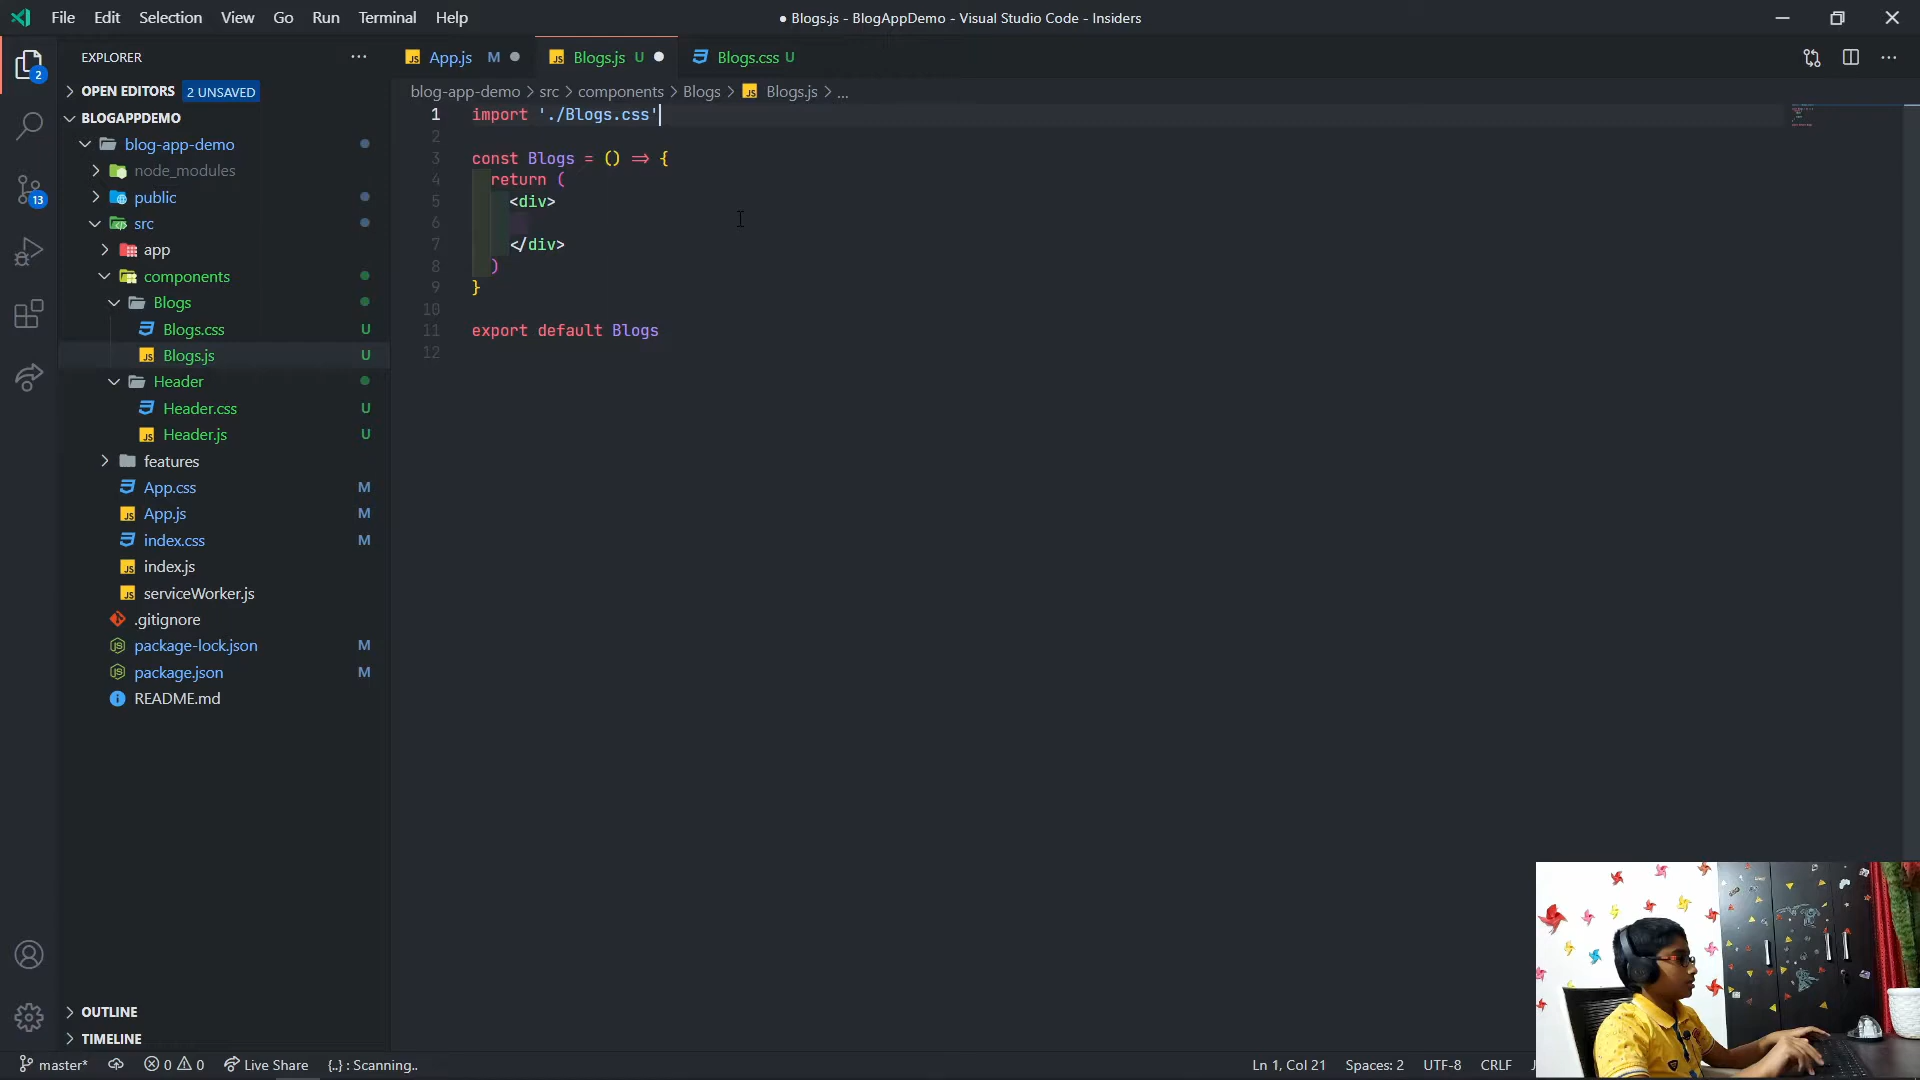 File Edit Selection View Go Run Terminal Help
● Blogs.js - BlogAppDemo - Visual Studio Code - Insiders
EXPLORER
App.js M
Blogs.js U
Blogs.css U
2
OPEN EDITORS 2 UNSAVED
blog-app-demo > src > components > Blogs > Blogs.js > ...
BLOGAPPDEMO
blog-app-demo
node_modules
public
src
app
components
Blogs
Blogs.css U
Blogs.js U
Header
Header.css U
Header.js U
features
App.css M
App.js M
index.css M
index.js
serviceWorker.js
.gitignore
package-lock.json M
package.json M
README.md
13
1 import './Blogs.css'
2
3 const Blogs = () => {
4 return (
5 <div>
6
7 </div>
8 )
9 }
10
11 export default Blogs
12
OUTLINE
TIMELINE
master* 0 0 Live Share {..} : Scanning..
Ln 1, Col 21 Spaces: 2 UTF-8 CRLF